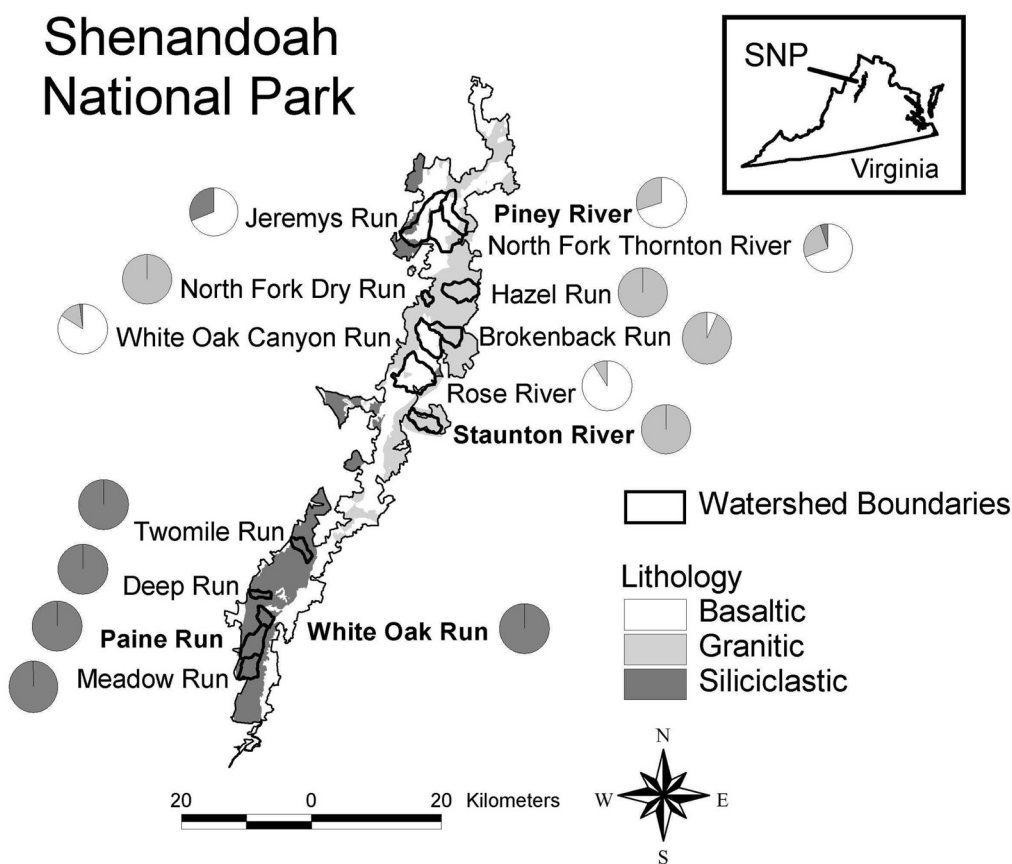 Shenandoah
National Park
SNP
Virginia
Jeremys Run
Piney River
North Fork Thornton River
North Fork Dry Run
Hazel Run
White Oak Canyon Run
Brokenback Run
Rose River
Staunton River
Twomile Run
Deep Run
Paine Run
White Oak Run
Meadow Run
Watershed Boundaries
Lithology
Basaltic
Granitic
Siliciclastic
N
W E
S
20 0 20 Kilometers